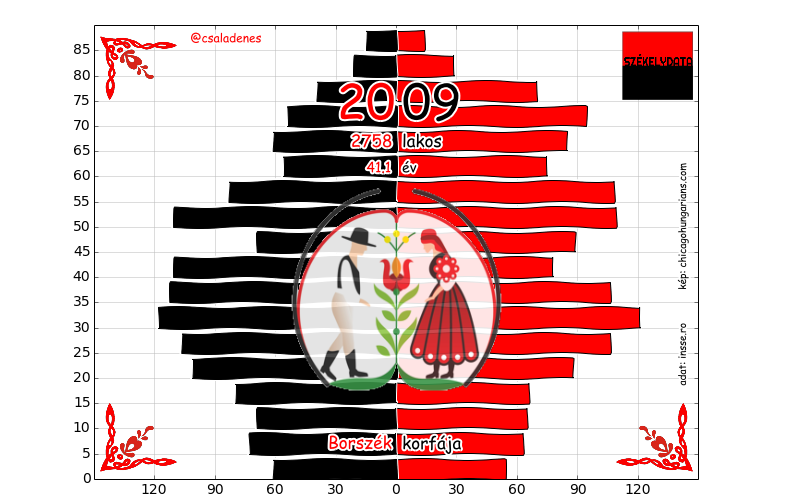 @csaladenes
SZÉKELYDATA
2009
2758 lakos
41,1 év
kép: chicagohungarians.com
adat: insse.ro
Borszék korfája
85
80
75
70
65
60
55
50
45
40
35
30
25
20
15
10
5
0
120 90 60 30 0 30 60 90 120